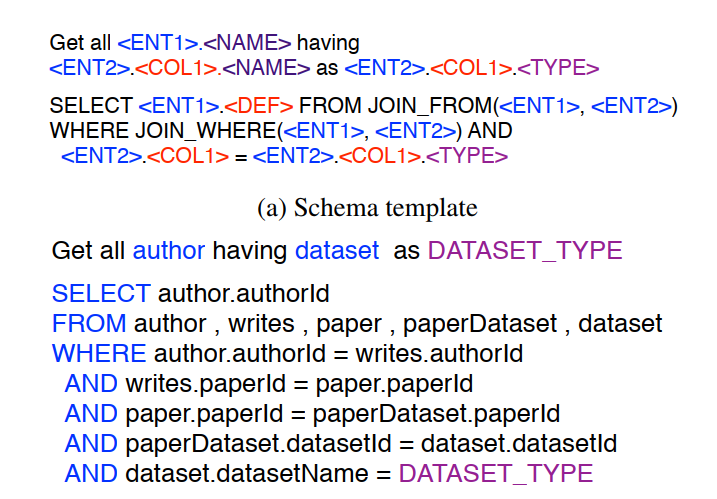 Get all <ENT1>.<NAME> having
<ENT2>.<COL1>.<NAME> as <ENT2>.<COL1>.<TYPE>
SELECT <ENT1>.<DEF> FROM JOIN_FROM(<ENT1>, <ENT2>)
WHERE JOIN_WHERE(<ENT1>, <ENT2>) AND
<ENT2>.<COL1> = <ENT2>.<COL1>.<TYPE>
(a) Schema template
Get all author having dataset as DATASET_TYPE
SELECT author.authorId
FROM author , writes , paper , paperDataset , dataset
WHERE author.authorId = writes.authorId
AND writes.paperId = paper.paperId
AND paper.paperId = paperDataset.paperId
AND paperDataset.datasetId = dataset.datasetId
AND dataset.datasetName = DATASET_TYPE